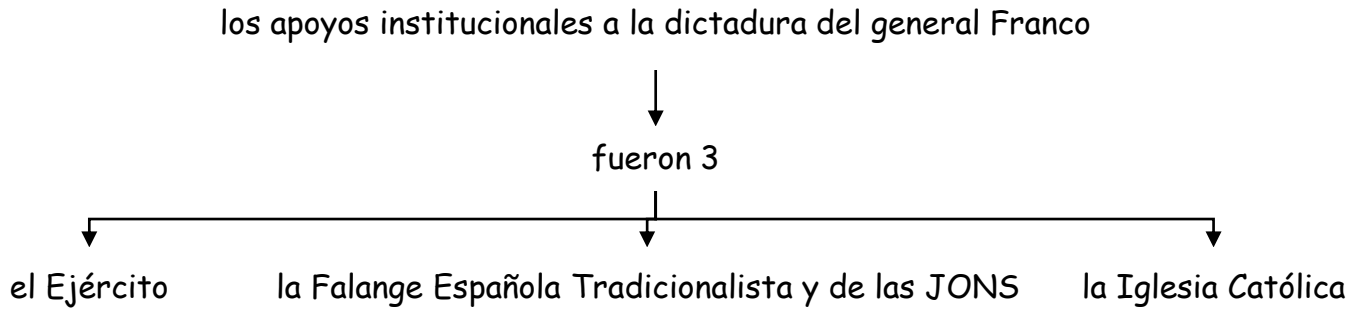 los apoyos institucionales a la dictadura del general Franco
fueron 3
el Ejército la Falange Española Tradicionalista y de las JONS la Iglesia Católica